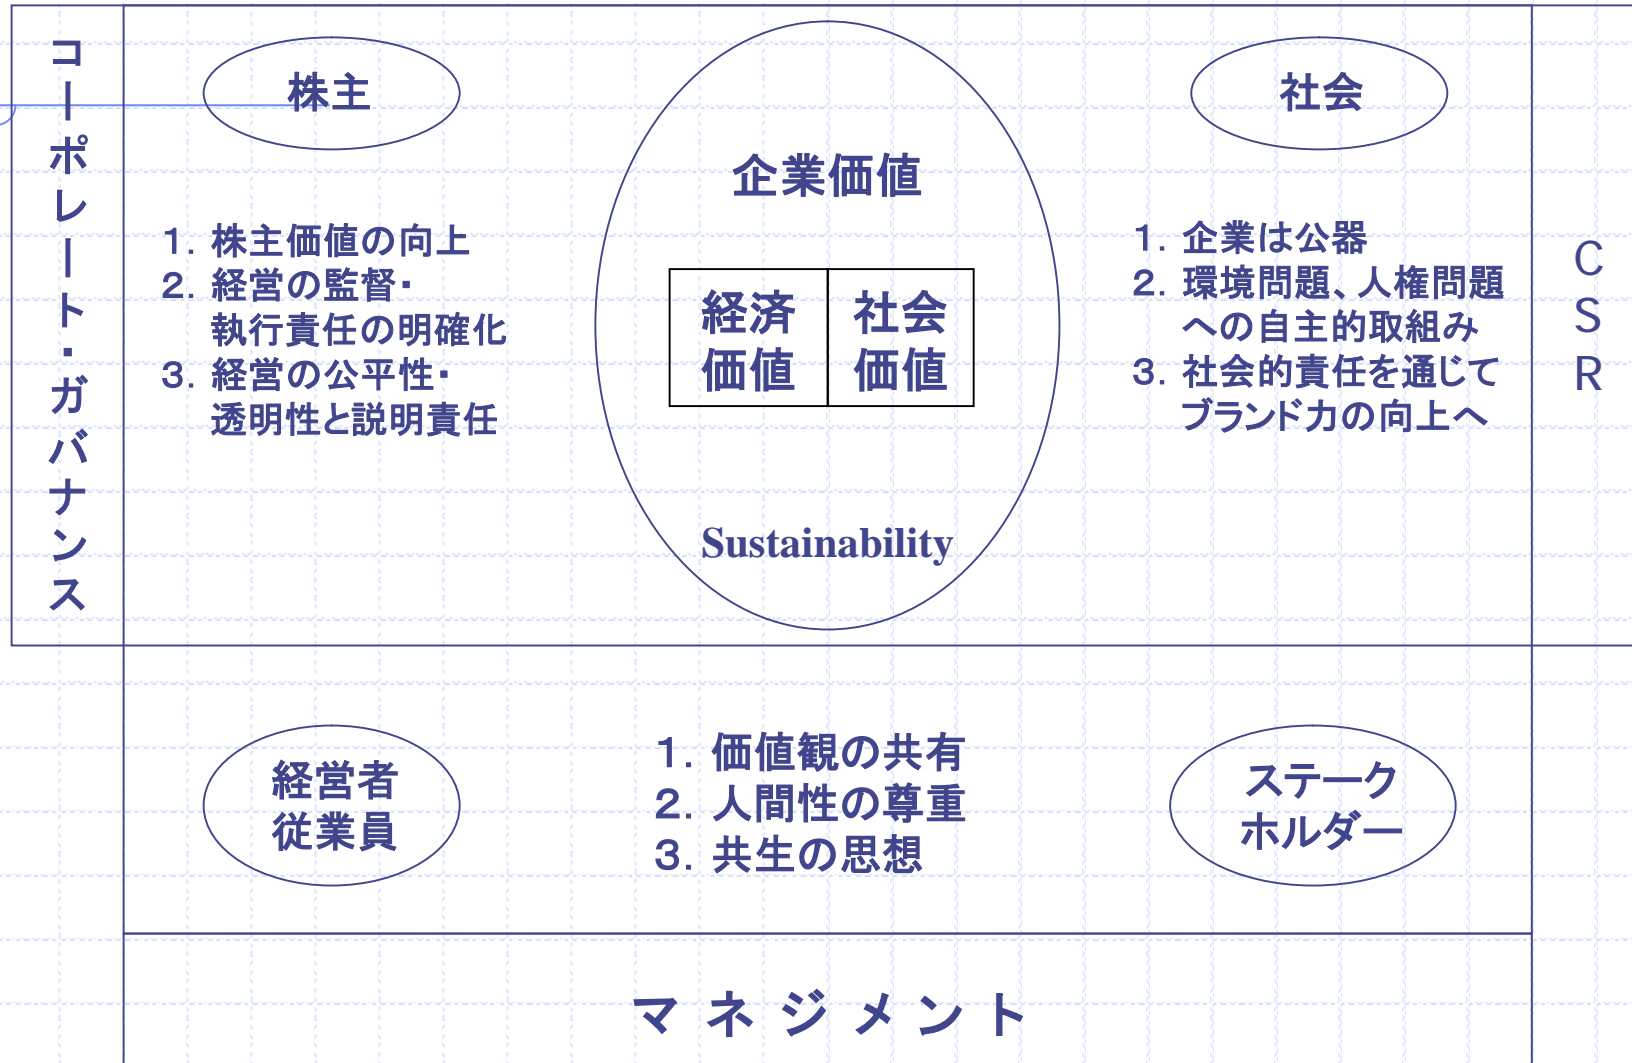 コーポレート・ガバナンス
株主
1. 株主価値の向上
2. 経営の監督・
執行責任の明確化
3. 経営の公平性・
透明性と説明責任
企業価値
経済
価値
社会
価値
Sustainability
社会
1. 企業は公器
2. 環境問題、人権問題
への自主的取組み
3. 社会的責任を通じて
ブランド力の向上へ
CSR
経営者
従業員
1. 価値観の共有
2. 人間性の尊重
3. 共生の思想
ステーク
ホルダー
マネジメント